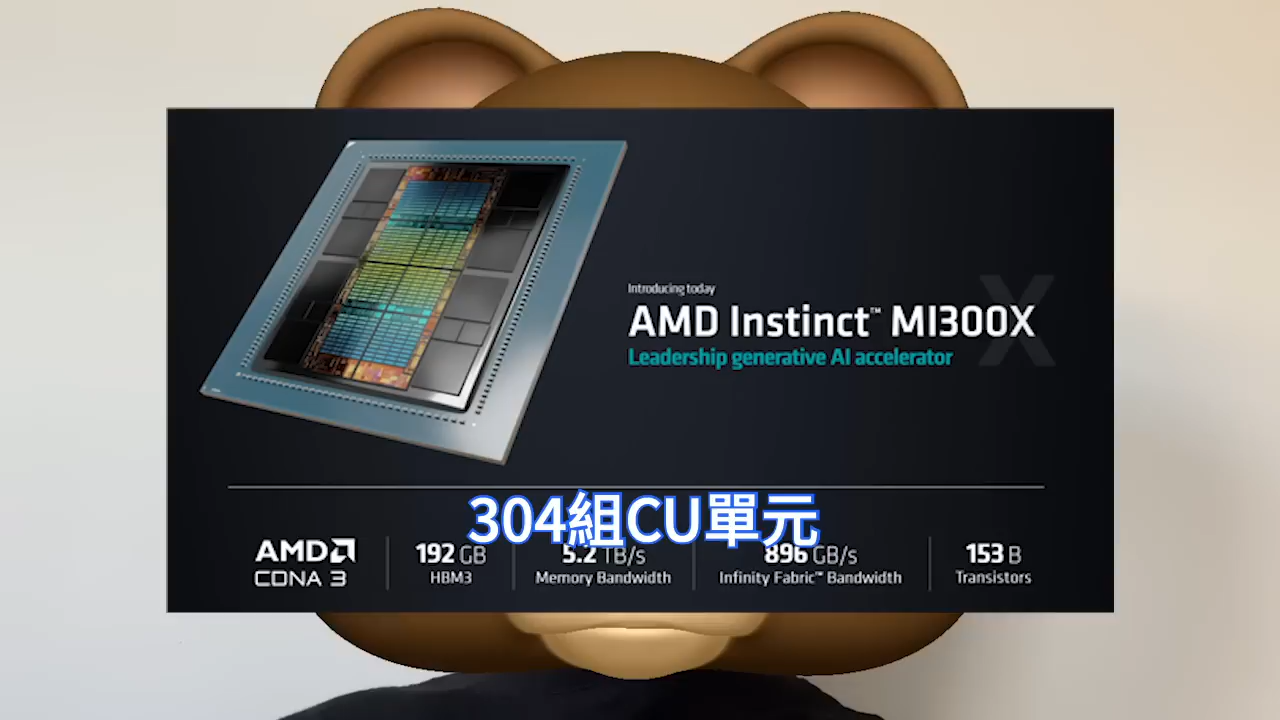 Introducing today
AMD Instinct™ MI300X
Leadership generative AI accelerator
304組CU單元
AMD
CDNA 3
192 GB
HBM3
5.2 TB/s
Memory Bandwidth
896 GB/s
Infinity Fabric™ Bandwidth
153 B
Transistors